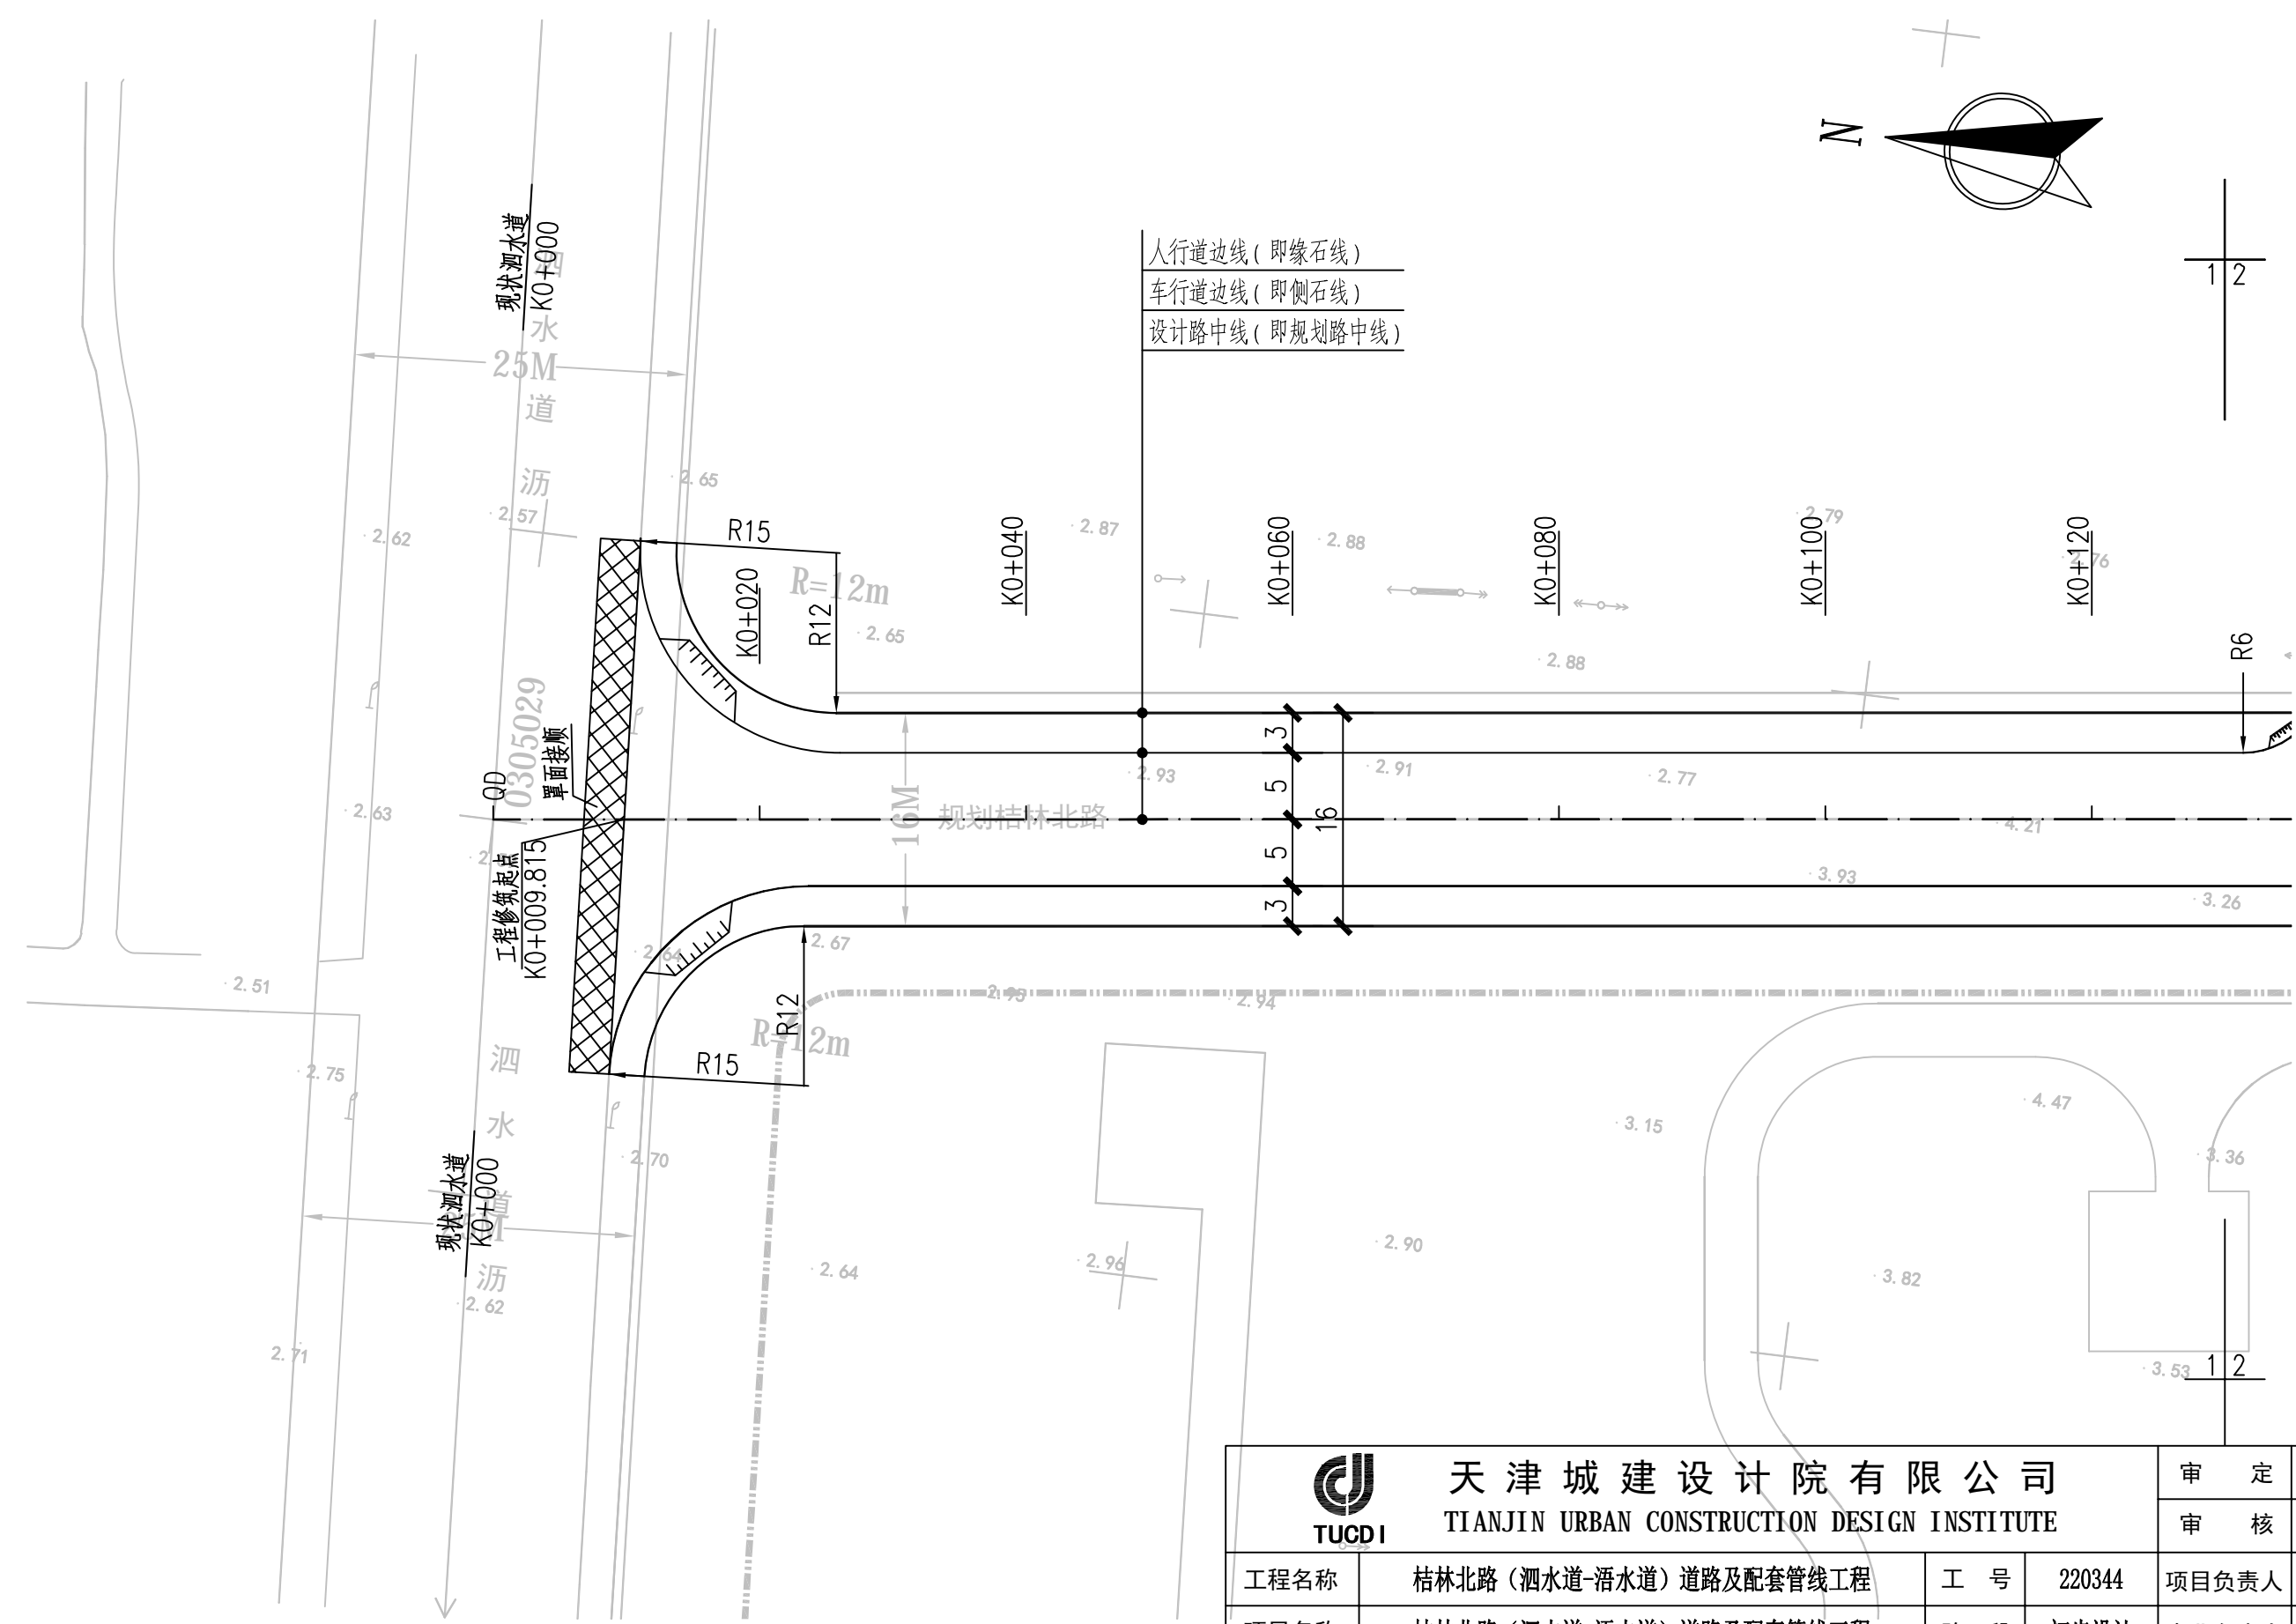 N
现状泗水道
K0+000
泗
水
25M
道
沥
人行道边线(即缘石线)
车行道边线(即侧石线)
设计路中线(即规划路中线)
1 2
2.65
2.57
2.62
R15
R=12m
R12
2.65
K0+020
K0+040
K0+060
K0+080
K0+100
K0+120
2.87
2.88
2.79
2.76
2.88
R6
0305029
罩面接顺
QD
2.63
工程修筑起点
K0+009.815
16M
规划桔林北路
2.93
2.91
2.77
3
5
5
3
16
4.21
3.93
3.26
2.64
2.67
2.51
2.95
2.94
R12
R=12m
R15
2.75
泗
水
道
25M
沥
现状泗水道
K0+000
2.70
2.62
2.71
2.64
2.96
2.90
3.15
4.47
3.36
3.82
3.53
1 2
TUCDI
天津城建设计院有限公司
TIANJIN URBAN CONSTRUCTION DESIGN INSTITUTE
审 定
审 核
工程名称 桔林北路（泗水道-浯水道）道路及配套管线工程 工 号 220344 项目负责人